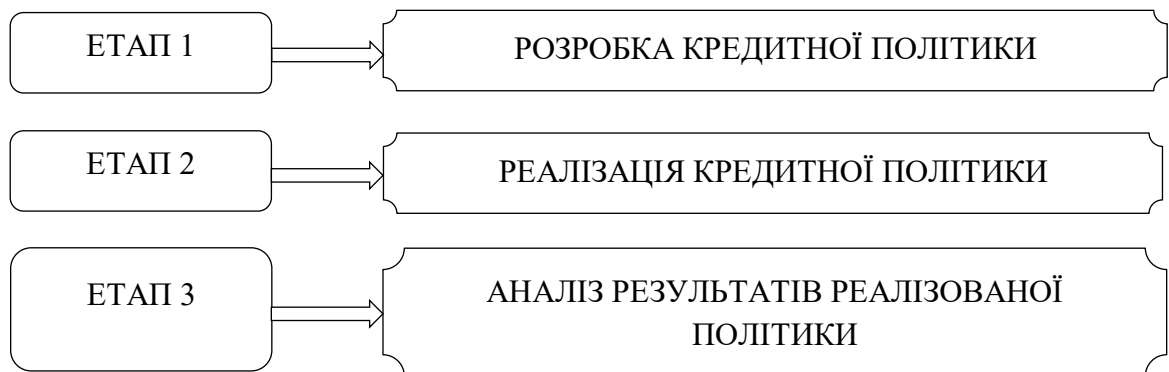 ЕТАП 1
РОЗРОБКА КРЕДИТНОЇ ПОЛІТИКИ
ЕТАП 2
РЕАЛІЗАЦІЯ КРЕДИТНОЇ ПОЛІТИКИ
ЕТАП 3
АНАЛІЗ РЕЗУЛЬТАТІВ РЕАЛІЗОВАНОЇ
ПОЛІТИКИ